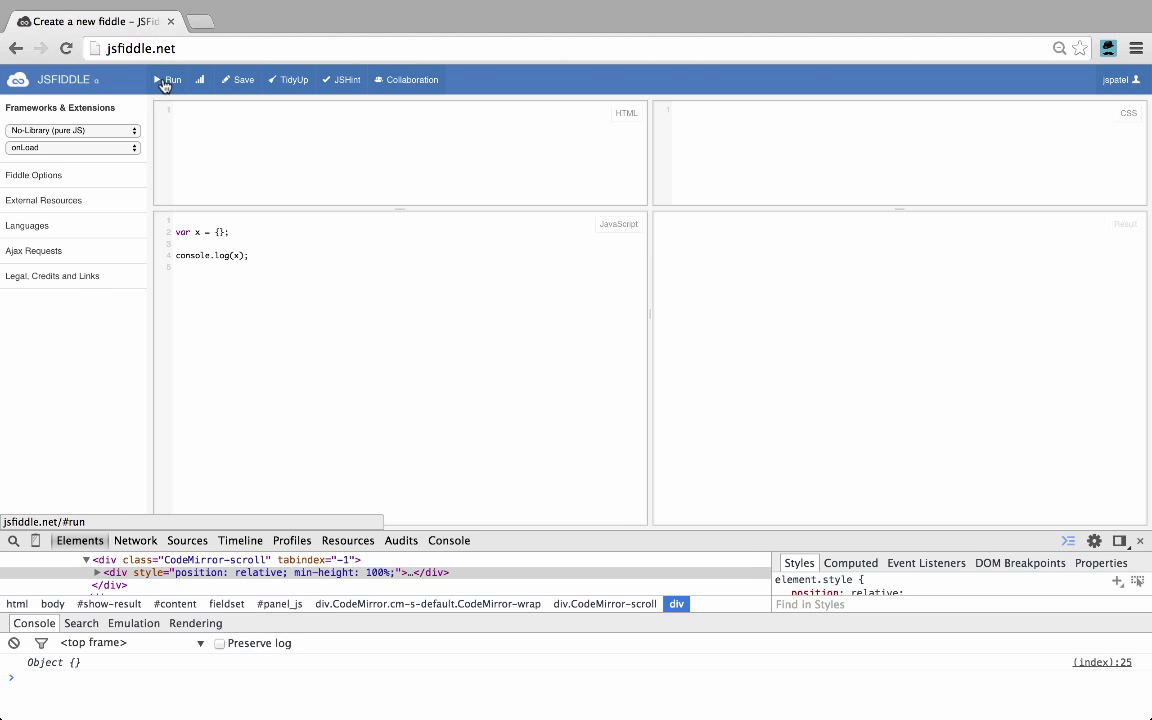 Create a new fiddle – JSFid
jsfiddle.net
JSFIDDLE α
Run
Save
TidyUp
JSHint
Collaboration
jspatel
Frameworks & Extensions
No-Library (pure JS)
onLoad
Fiddle Options
External Resources
Languages
Ajax Requests
Legal, Credits and Links
1
HTML
1
CSS
1
2 var x = {};
3
4 console.log(x);
5
JavaScript
Result
jsfiddle.net/#run
Elements Network Sources Timeline Profiles Resources Audits Console
▼<div class="CodeMirror-scroll" tabindex="-1">
▶<div style="position: relative; min-height: 100%;">…</div>
</div>
Styles Computed Event Listeners DOM Breakpoints Properties
element.style {
position: relative;
Find in Styles
html body #show-result #content fieldset #panel_js div.CodeMirror.cm-s-default.CodeMirror-wrap div.CodeMirror-scroll div
Console Search Emulation Rendering
<top frame> ▼ Preserve log
Object {} (index):25
>